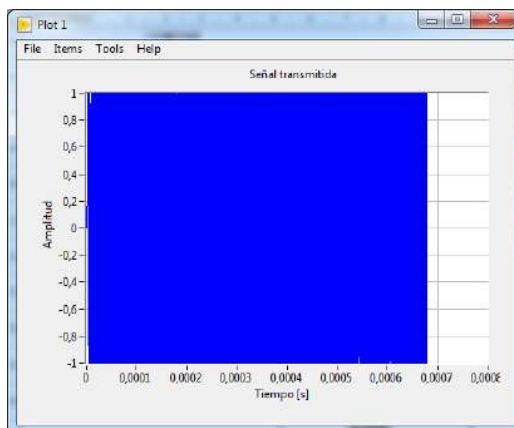 Plot 1
File Items Tools Help
Señal transmitida
Amplitud
1
0,8
0,6
0,4
0,2
0
-0,2
-0,4
-0,6
-0,8
-1
0 0,0001 0,0002 0,0003 0,0004 0,0005 0,0006 0,0007 0,0008
Tiempo [s]